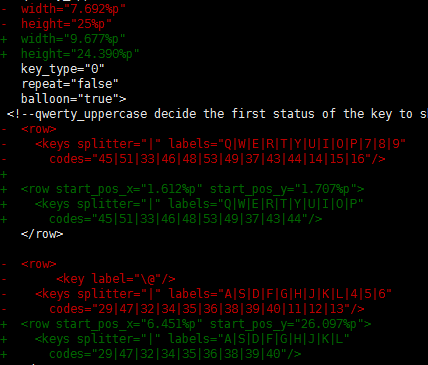 -  width="7.692%p"
-  height="25%p"
+  width="9.677%p"
+  height="24.390%p"
   key_type="0"
   repeat="false"
   balloon="true">
 <!--qwerty_uppercase decide the first status of the key to s
-  <row>
-    <keys splitter="|" labels="Q|W|E|R|T|Y|U|I|O|P|7|8|9"
-      codes="45|51|33|46|48|53|49|37|43|44|14|15|16"/>
+
+  <row start_pos_x="1.612%p" start_pos_y="1.707%p">
+    <keys splitter="|" labels="Q|W|E|R|T|Y|U|I|O|P"
+      codes="45|51|33|46|48|53|49|37|43|44"/>
   </row>
-  <row>
-       <key label="\@"/>
-    <keys splitter="|" labels="A|S|D|F|G|H|J|K|L|4|5|6"
-      codes="29|47|32|34|35|36|38|39|40|11|12|13"/>
+  <row start_pos_x="6.451%p" start_pos_y="26.097%p">
+    <keys splitter="|" labels="A|S|D|F|G|H|J|K|L"
+      codes="29|47|32|34|35|36|38|39|40"/>